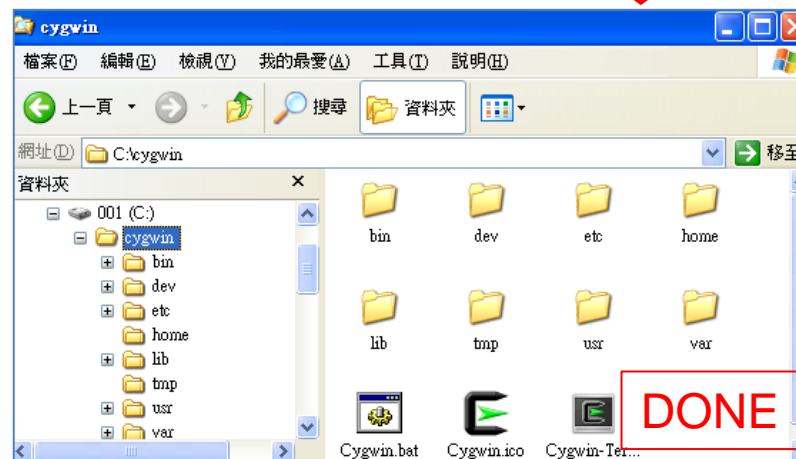 cygwin
檔案(F) 編輯(E) 檢視(V) 我的最愛(A) 工具(T) 說明(H)
上一頁 搜尋 資料夾
網址(D) C:\cygwin 移至
資料夾
001 (C:)
cygwin
bin
dev
etc
home
lib
tmp
usr
var
bin dev etc home
lib tmp usr var
DONE
Cygwin.bat Cygwin.ico Cygwin-Ter...